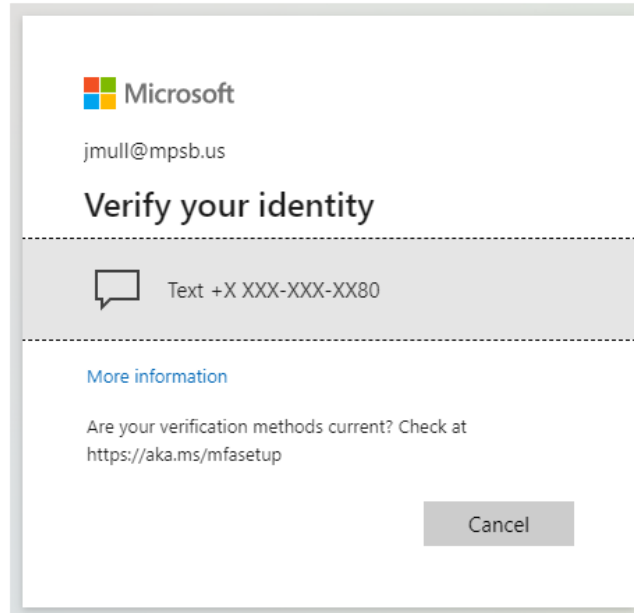 Microsoft
jmull@mpsb.us
Verify your identity
Text +X XXX-XXX-XX80
More information
Are your verification methods current? Check at
https://aka.ms/mfasetup
Cancel